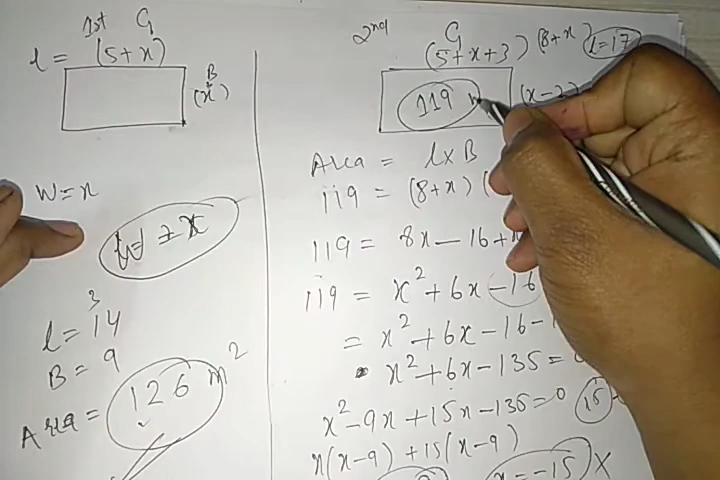 1st G
l = (5+x)
B
(x)
W=x
W = x
3
l = 14
B = 9
Area = 126 m²
2nd G
(5+x+3) (8+x) l=17
119
(x-2)
Area = l×B
119 = (8+x)
119 = 8x - 16 +
119 = x² + 6x - 16
= x² + 6x - 16 -
x² + 6x - 135 =
x² - 9x + 15x - 135 = 0 15
x(x-9) + 15(x-9)
x = -15 X